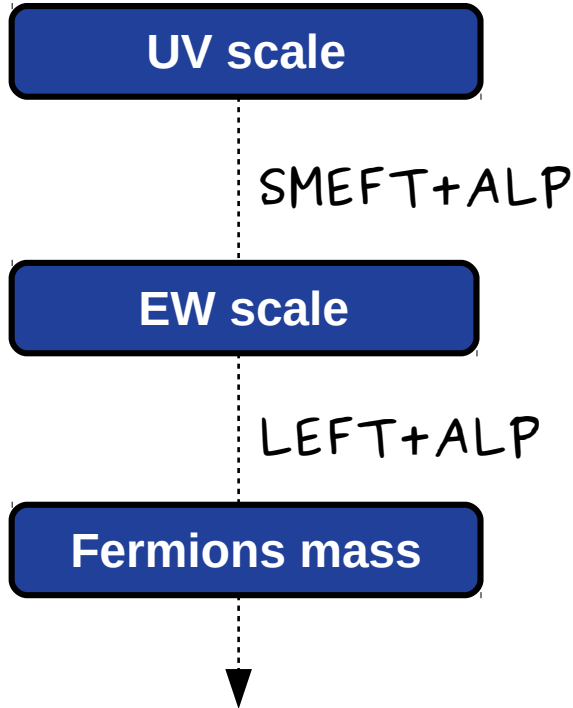 UV scale
SMEFT+ALP
EW scale
LEFT+ALP
Fermions mass